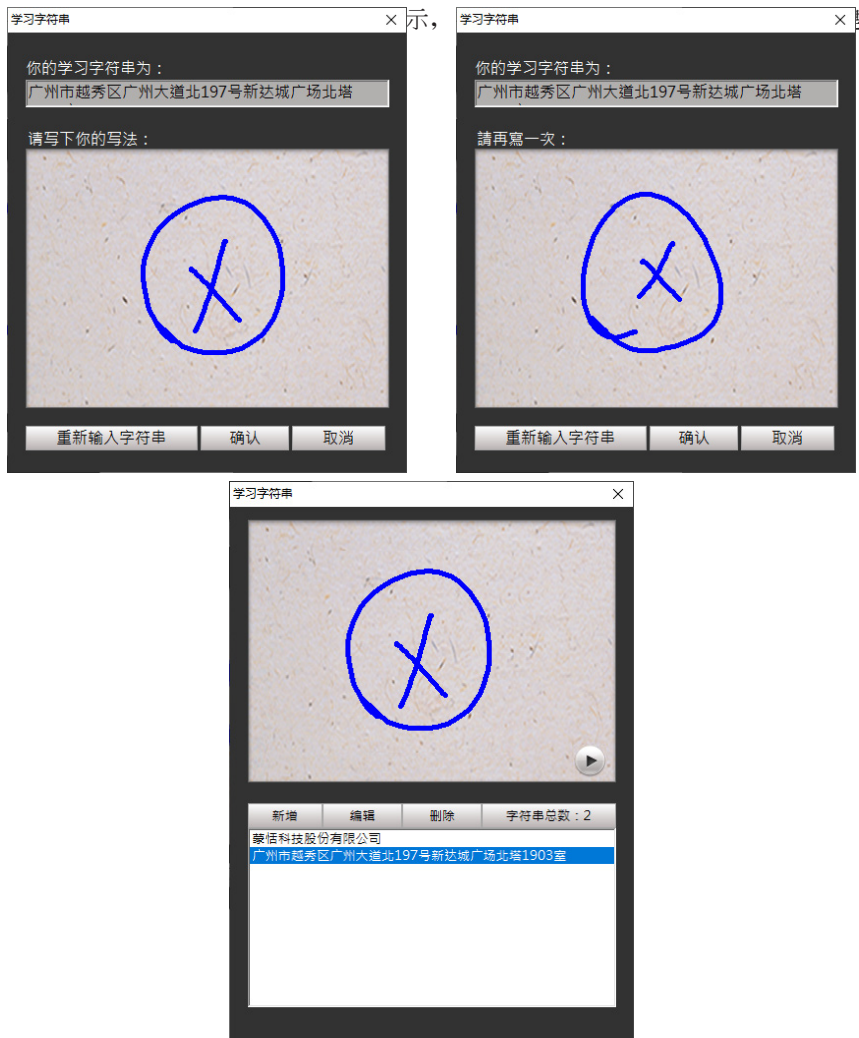 学习字符串
示，
你的学习字符串为：
广州市越秀区广州大道北197号新达城广场北塔
请写下你的写法：
重新输入字符串 确认 取消
学习字符串
你的学习字符串为：
广州市越秀区广州大道北197号新达城广场北塔
請再寫一次：
重新输入字符串 确认 取消
学习字符串
新增 编辑 删除 字符串总数：2
蒙恬科技股份有限公司
广州市越秀区广州大道北197号新达城广场北塔1903室